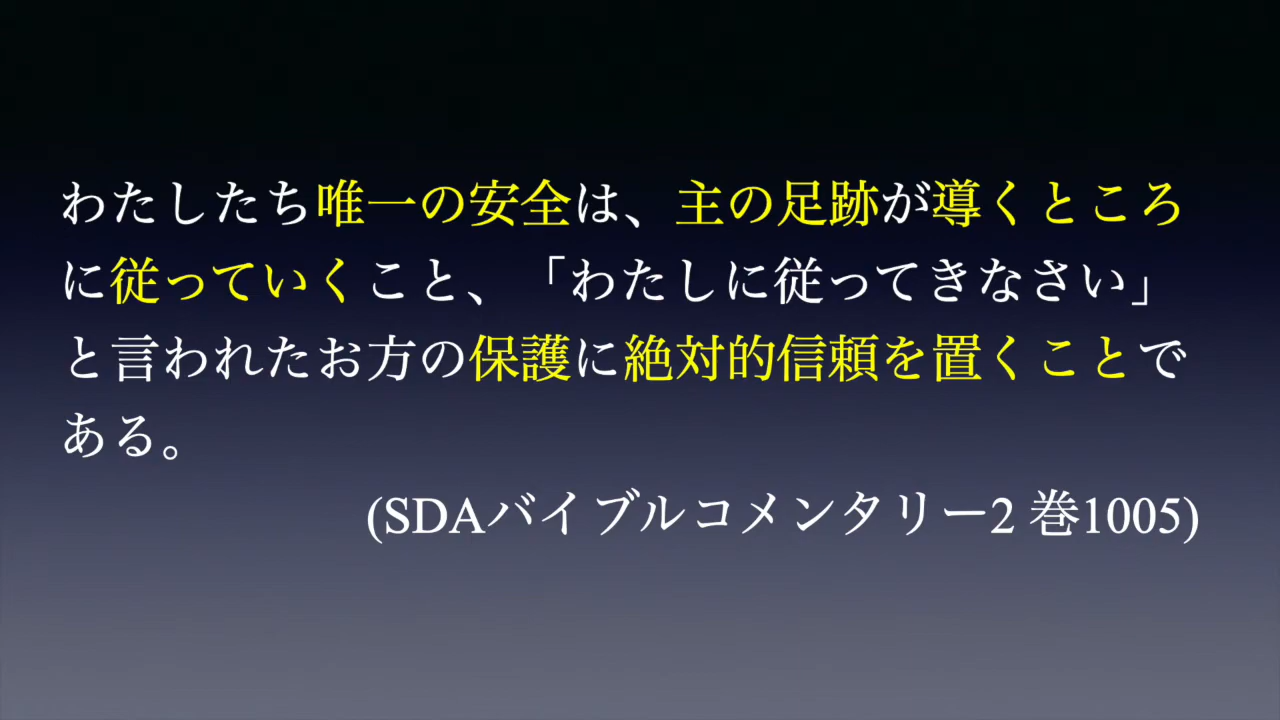 わたしたち唯一の安全は、主の足跡が導くところ
に従っていくこと、「わたしに従ってきなさい」
と言われたお方の保護に絶対的信頼を置くことで
ある。
(SDAバイブルコメンタリー2 巻1005)